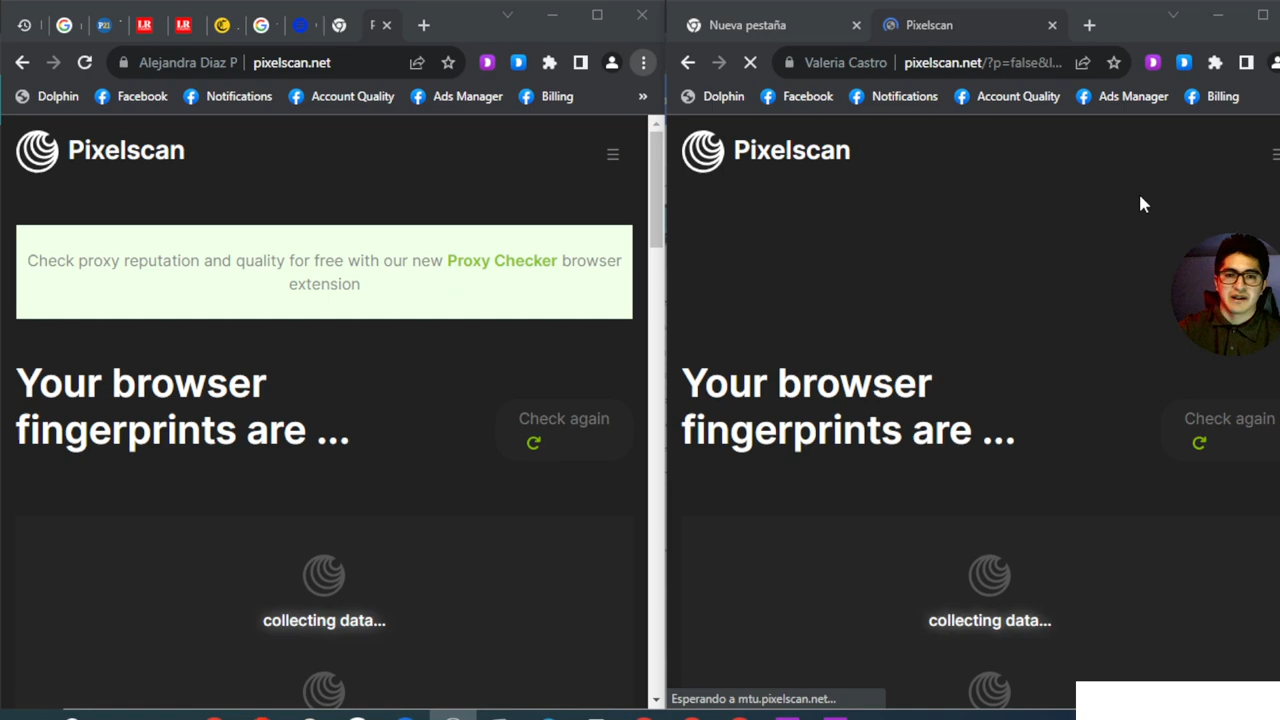 Alejandra Diaz P
pixelscan.net
Dolphin
Facebook
Notifications
Account Quality
Ads Manager
Billing
»
Pixelscan
Check proxy reputation and quality for free with our new Proxy Checker browser
extension
Your browser
fingerprints are ...
Check again
collecting data...
Nueva pestaña
Pixelscan
Valeria Castro
pixelscan.net/?p=false&l...
Dolphin
Facebook
Notifications
Account Quality
Ads Manager
Billing
Pixelscan
Your browser
fingerprints are ...
Check again
collecting data...
Esperando a mtu.pixelscan.net...